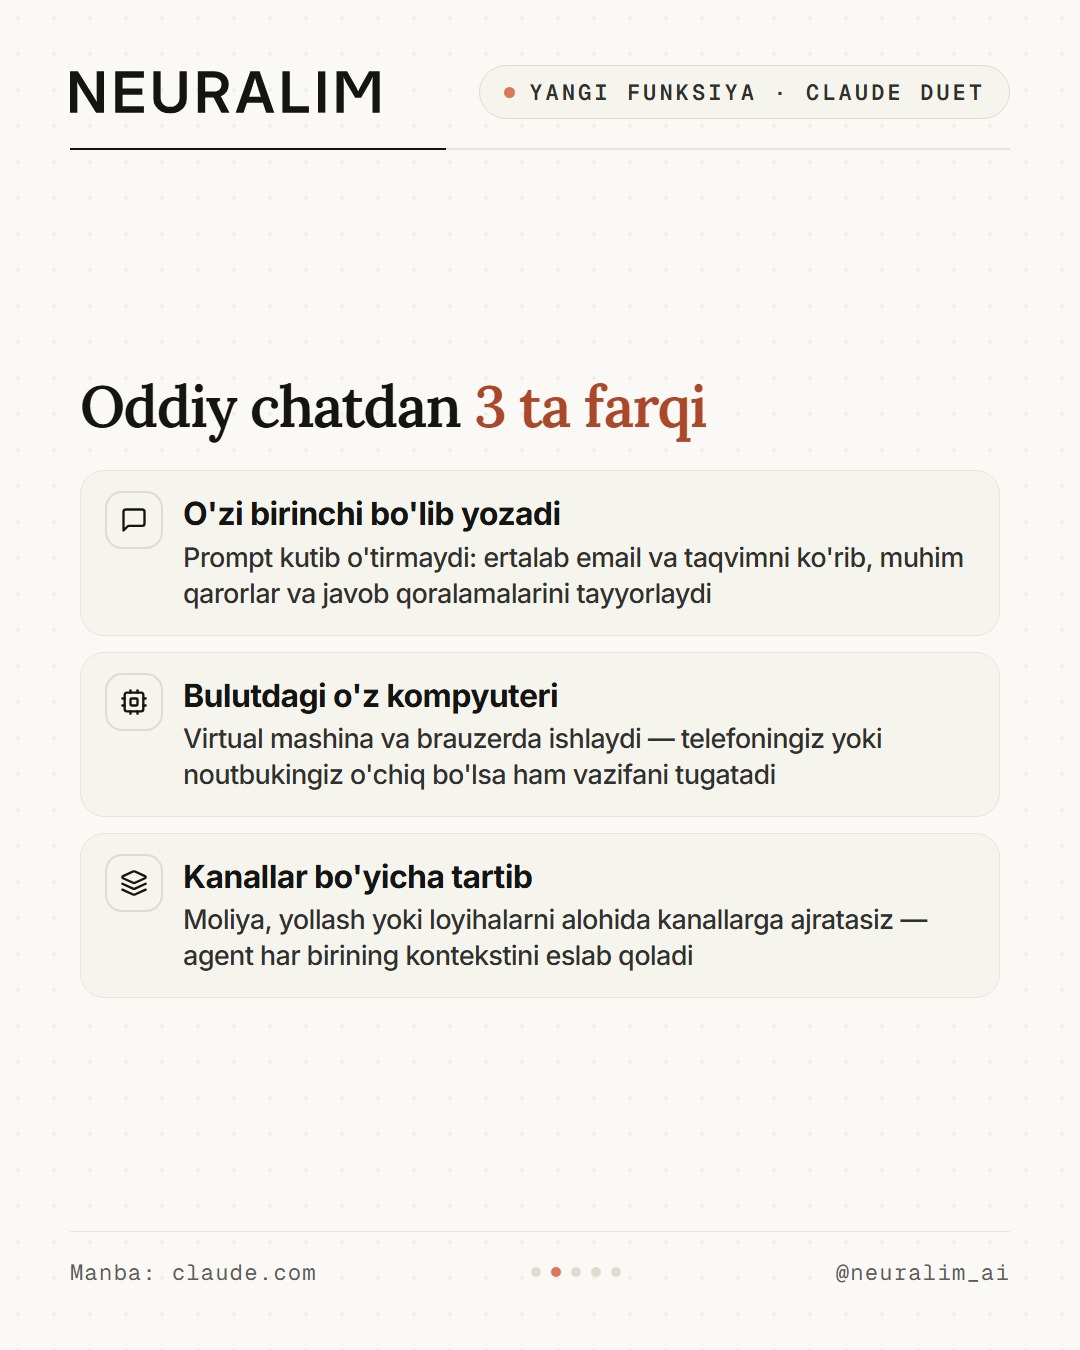 NEURALIM
YANGI FUNKSIYA · CLAUDE DUET
Oddiy chatdan 3 ta farqi
O'zi birinchi bo'lib yozadi
Prompt kutib o'tirmaydi: ertalab email va taqvimni ko'rib, muhim
qarorlar va javob qoralamalarini tayyorlaydi
Bulutdagi o'z kompyuteri
Virtual mashina va brauzerda ishlaydi — telefoningiz yoki
noutbukingiz o'chiq bo'lsa ham vazifani tugatadi
Kanallar bo'yicha tartib
Moliya, yollash yoki loyihalarni alohida kanallarga ajratasiz —
agent har birining kontekstini eslab qoladi
Manba: claude.com
@neuralim_ai